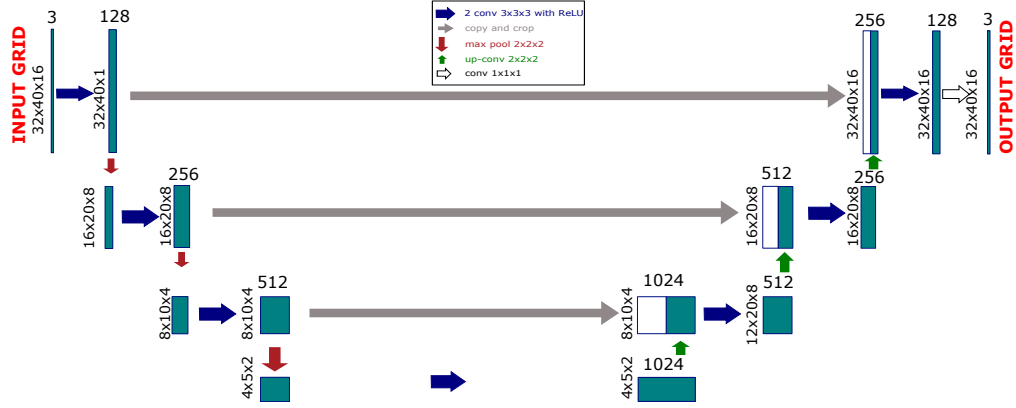 3
128
256
128
3
INPUT GRID
32x40x16
32x40x1
2 conv 3x3x3 with ReLU
copy and crop
max pool 2x2x2
up-conv 2x2x2
conv 1x1x1
32x40x16
32x40x16
32x40x16
OUTPUT GRID
256
512
256
16x20x8
16x20x8
16x20x8
16x20x8
512
1024
512
8x10x4
8x10x4
8x10x4
12x20x8
1024
4x5x2
4x5x2